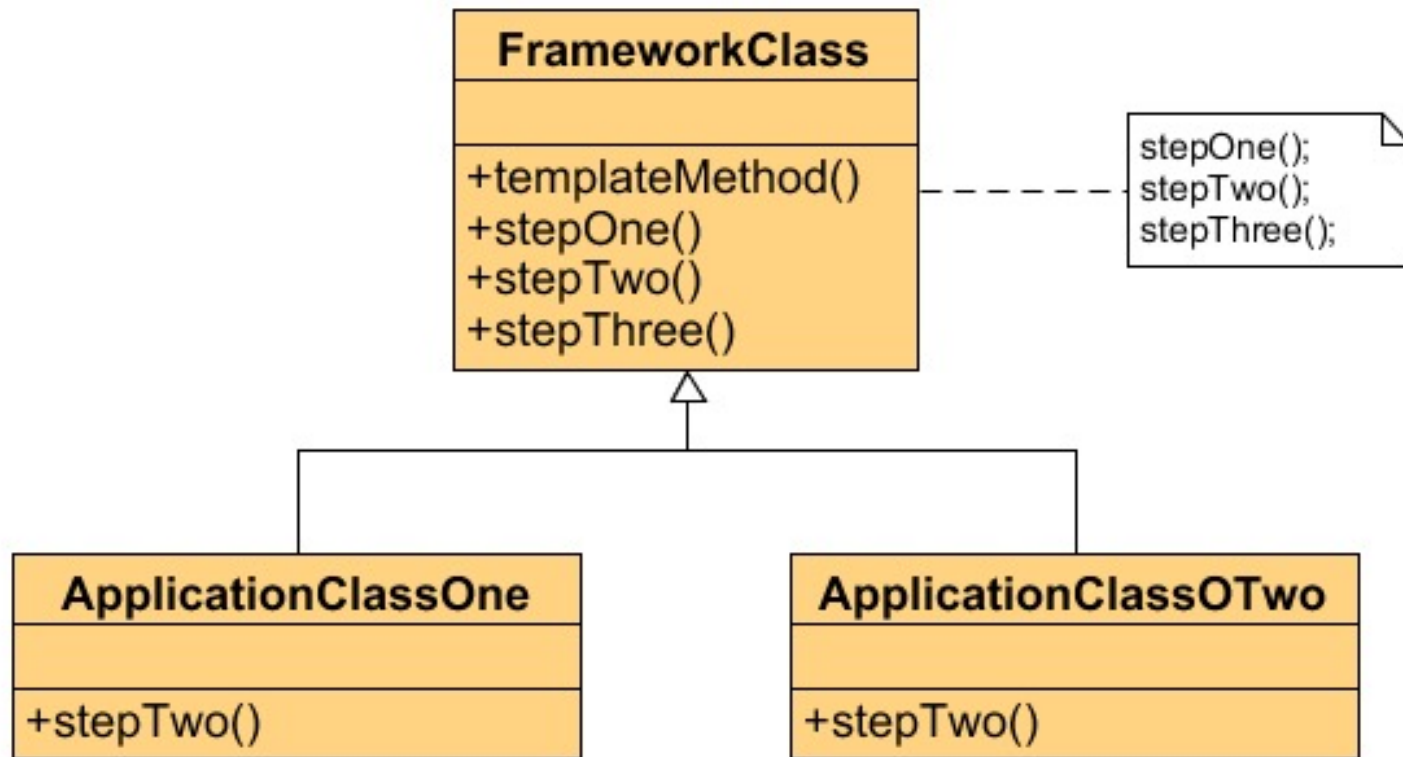 FrameworkClass
+templateMethod()
+stepOne()
+stepTwo()
+stepThree()
stepOne();
stepTwo();
stepThree();
ApplicationClassOne
+stepTwo()
ApplicationClassOTwo
+stepTwo()